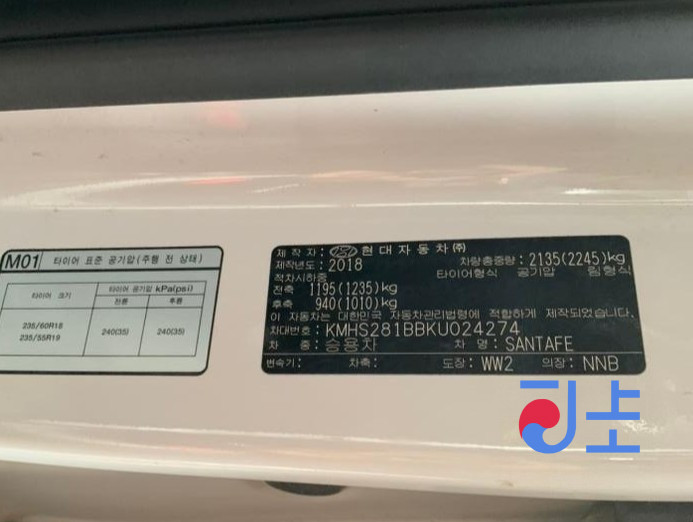 M01 타이어 표준 공기압(주행 전 상태)
타이어 크기 타이어 공기압 kPa(psi)
전륜 후륜
235/60R18
235/55R19
240(35) 240(35)
제작자: 현대자동차㈜
제작년도: 2018 차량총중량: 2135(2245)kg
적차시하중 타이어형식 공기압 림형식
전축 1195(1235)kg
후축 940(1010)kg
이 자동차는 대한민국 자동차관리법령에 적합하게 제작되었습니다.
차대번호: KMHS281BBKU024274
차 종: 승용차 차 명: SANTAFE
변속기: 차축: 도장: WW2 의장: NNB